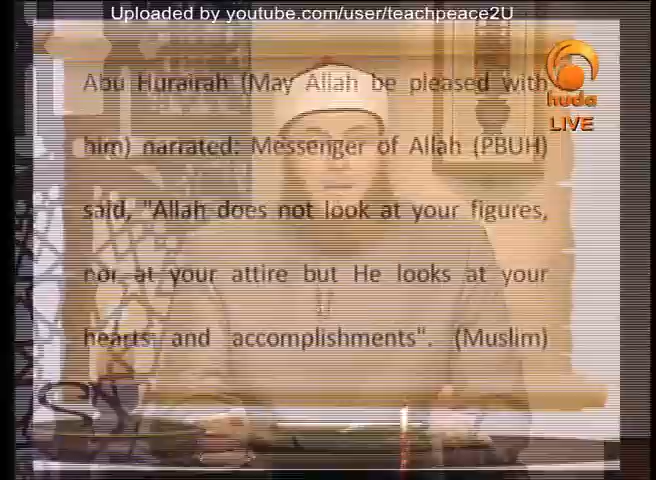 Uploaded by youtube.com/user/teachpeace2U
Abu Hurairah (May Allah be pleased with
him) narrated: Messenger of Allah (PBUH)
said, "Allah does not look at your figures,
nor at your attire but He looks at your
hearts and accomplishments". (Muslim)
huda
LIVE